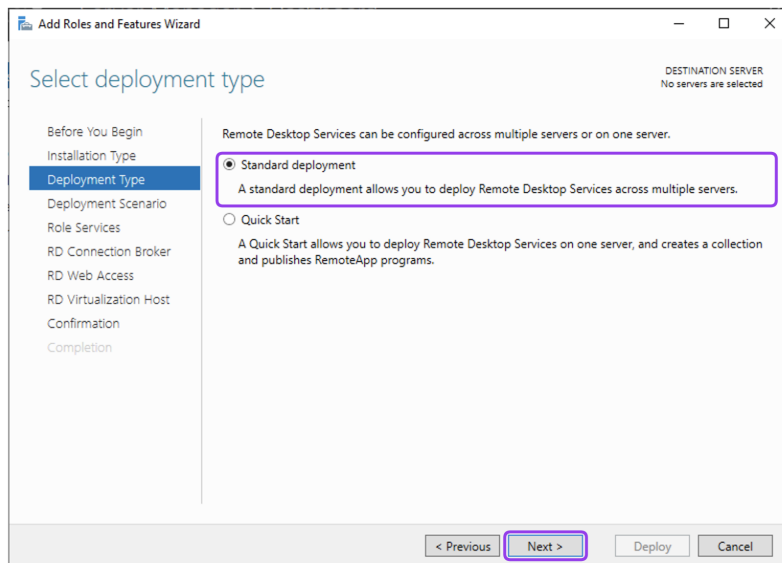 Add Roles and Features Wizard
Select deployment type
DESTINATION SERVER
No servers are selected
Before You Begin
Installation Type
Deployment Type
Deployment Scenario
Role Services
RD Connection Broker
RD Web Access
RD Virtualization Host
Confirmation
Completion
Remote Desktop Services can be configured across multiple servers or on one server.
Standard deployment
A standard deployment allows you to deploy Remote Desktop Services across multiple servers.
Quick Start
A Quick Start allows you to deploy Remote Desktop Services on one server, and creates a collection
and publishes RemoteApp programs.
< Previous
Next >
Deploy
Cancel